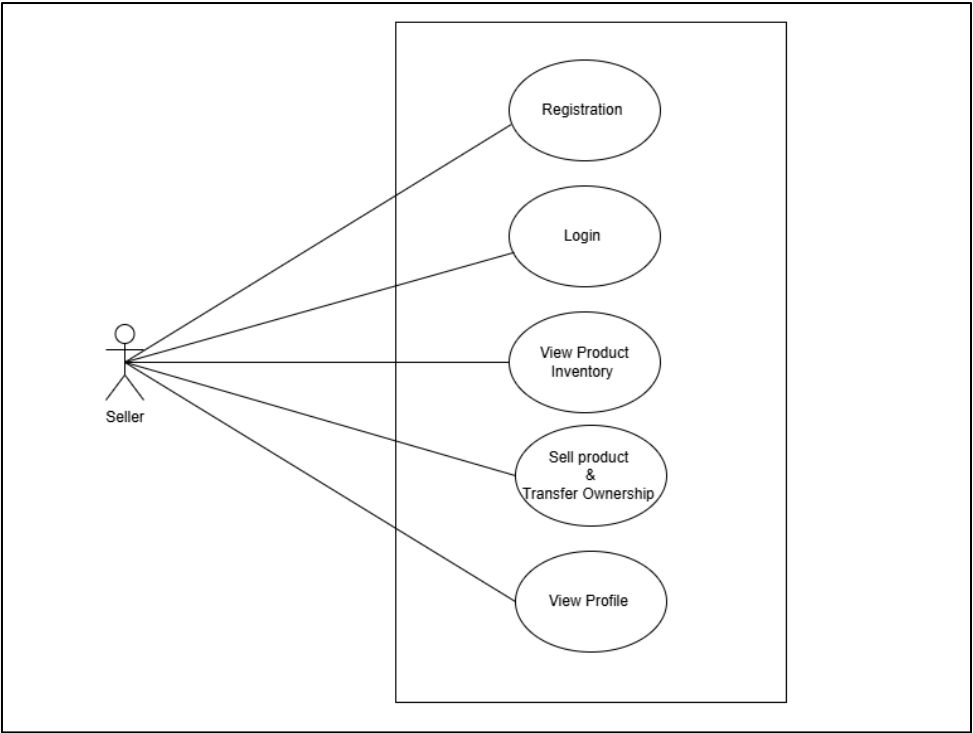 Registration
Login
View Product
Inventory
Seller
Sell product
&
Transfer Ownership
View Profile